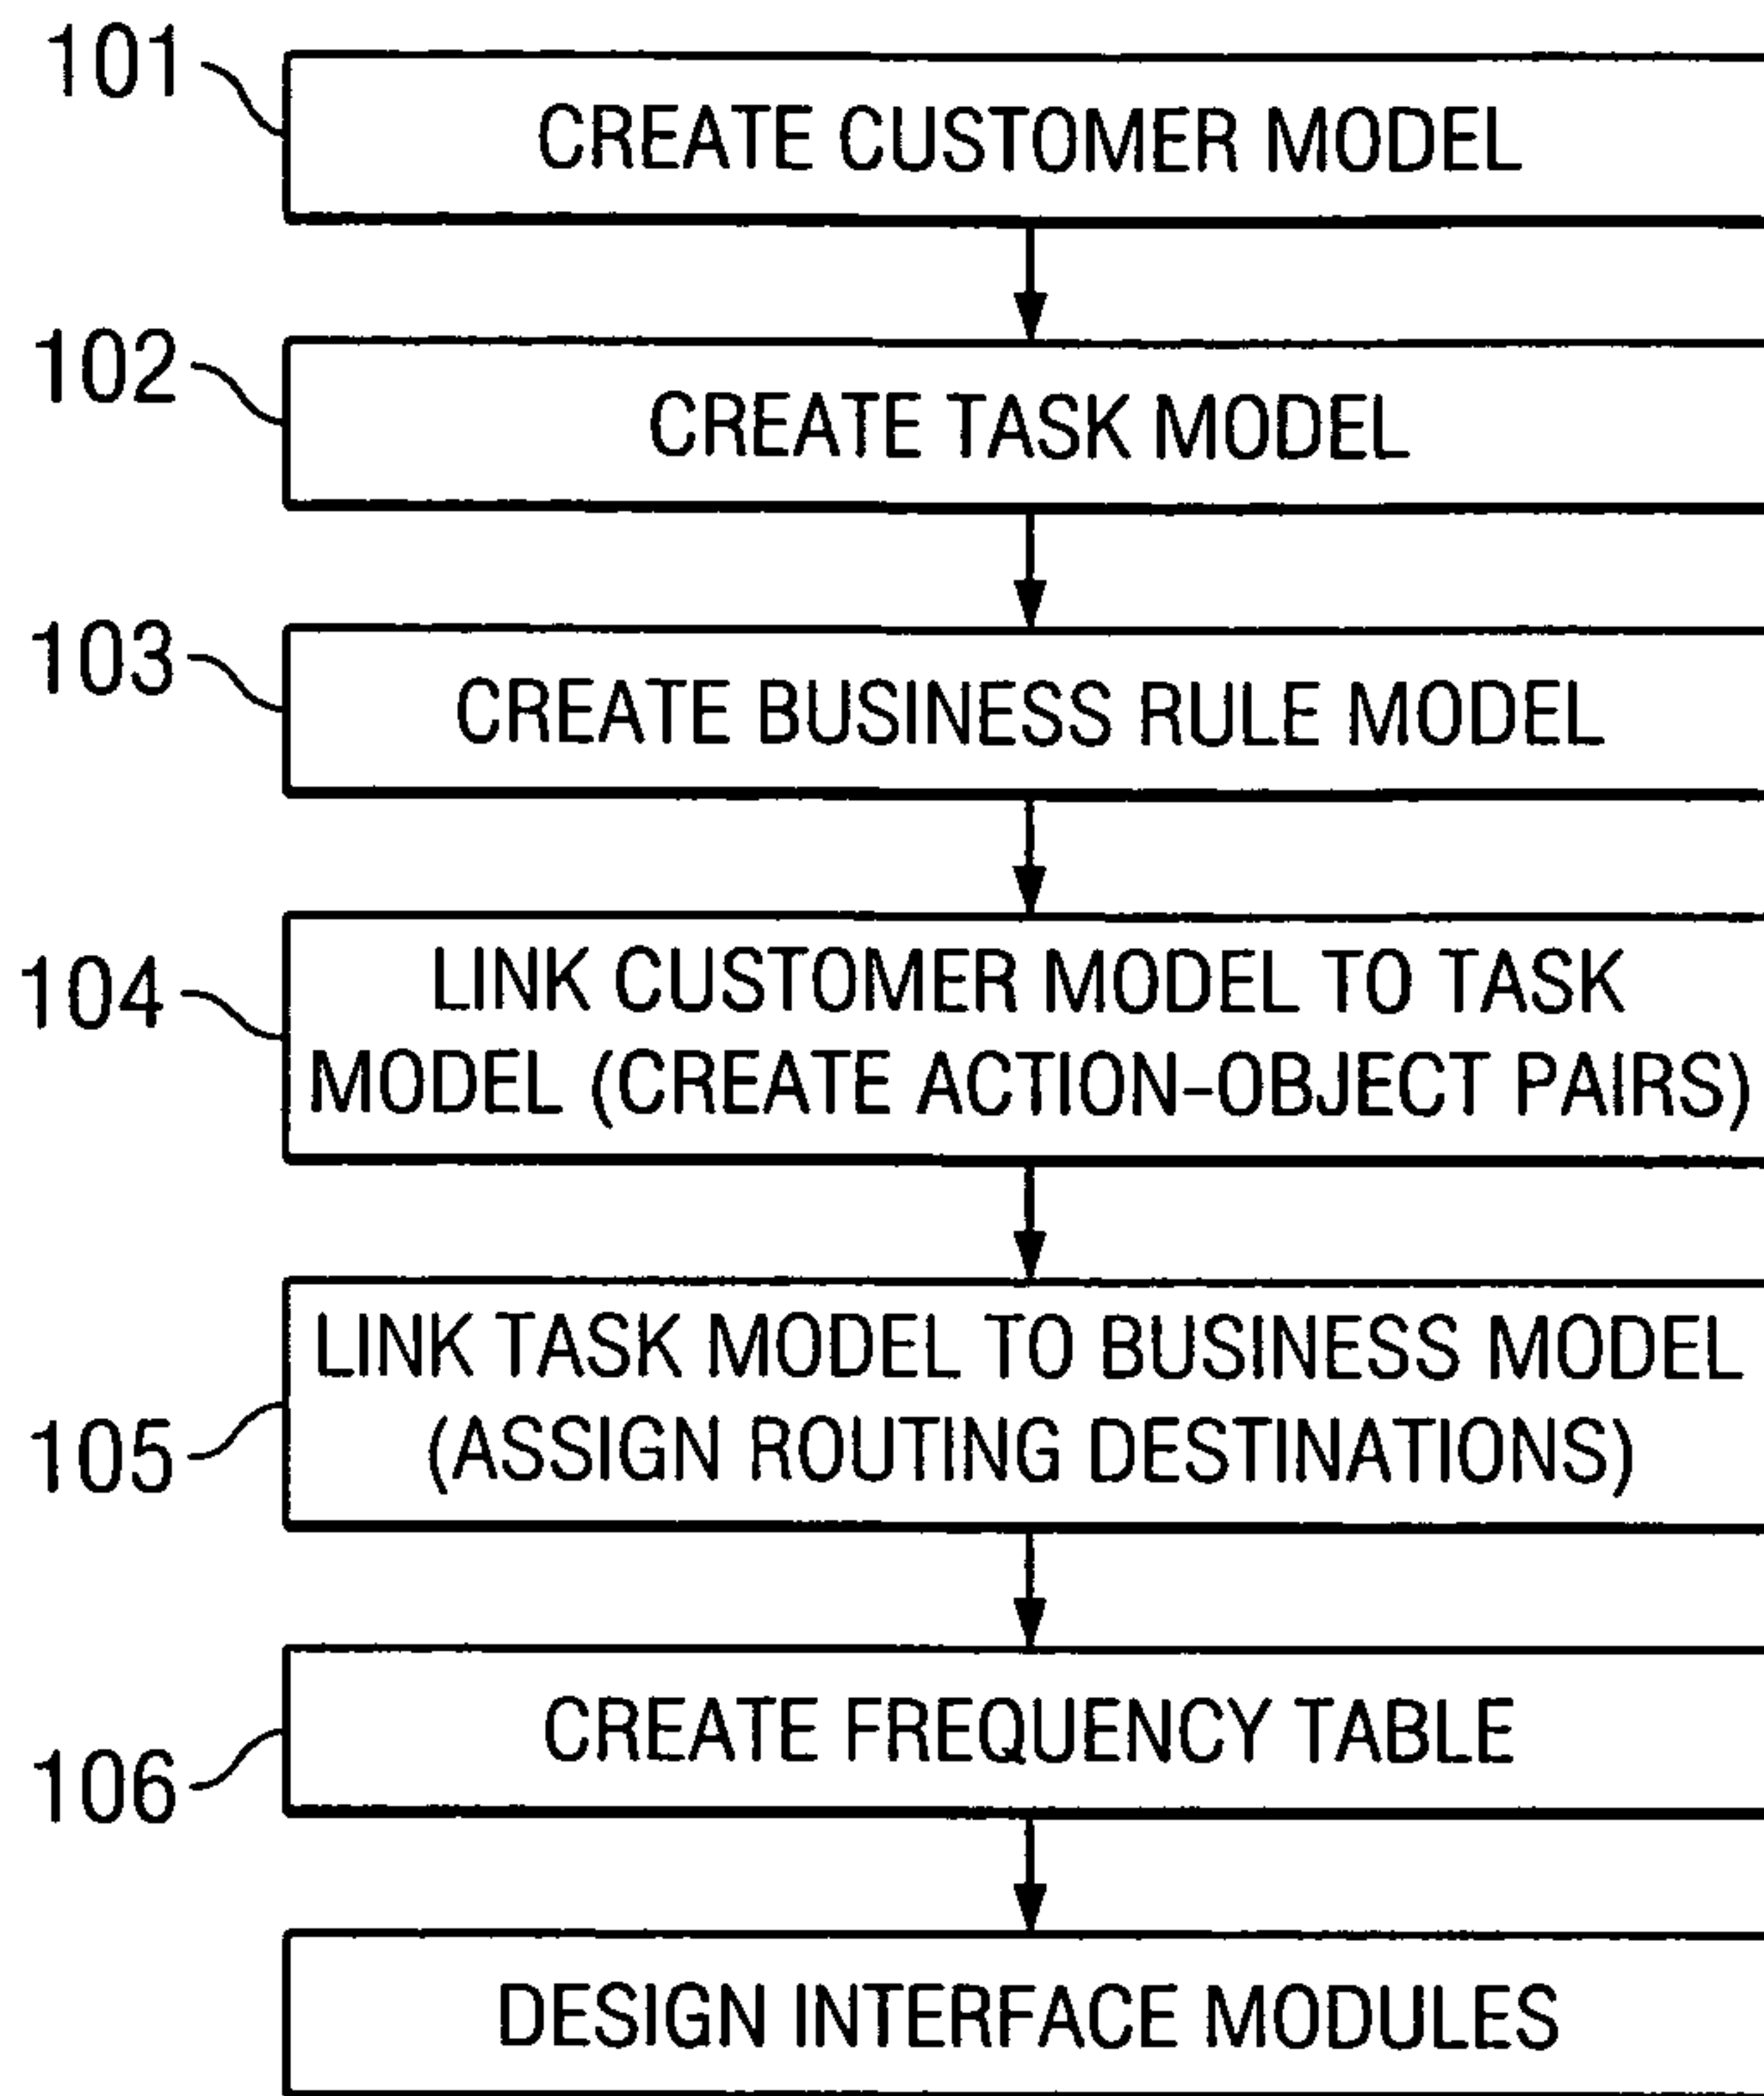 101
CREATE CUSTOMER MODEL
102
CREATE TASK MODEL
103
CREATE BUSINESS RULE MODEL
104
LINK CUSTOMER MODEL TO TASK
MODEL (CREATE ACTION-OBJECT PAIRS)
105
LINK TASK MODEL TO BUSINESS MODEL
(ASSIGN ROUTING DESTINATIONS)
106
CREATE FREQUENCY TABLE
DESIGN INTERFACE MODULES